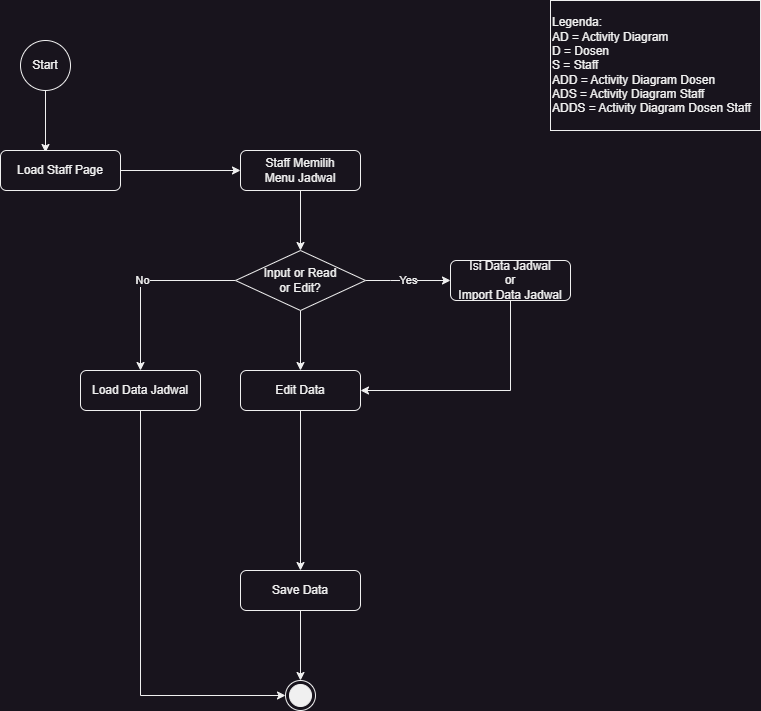 Legenda:
AD = Activity Diagram
D = Dosen
S = Staff
ADD = Activity Diagram Dosen
ADS = Activity Diagram Staff
ADDS = Activity Diagram Dosen Staff
Start
Load Staff Page
Staff Memilih
Menu Jadwal
Input or Read
or Edit?
No
Yes
Isi Data Jadwal
or
Import Data Jadwal
Load Data Jadwal
Edit Data
Save Data